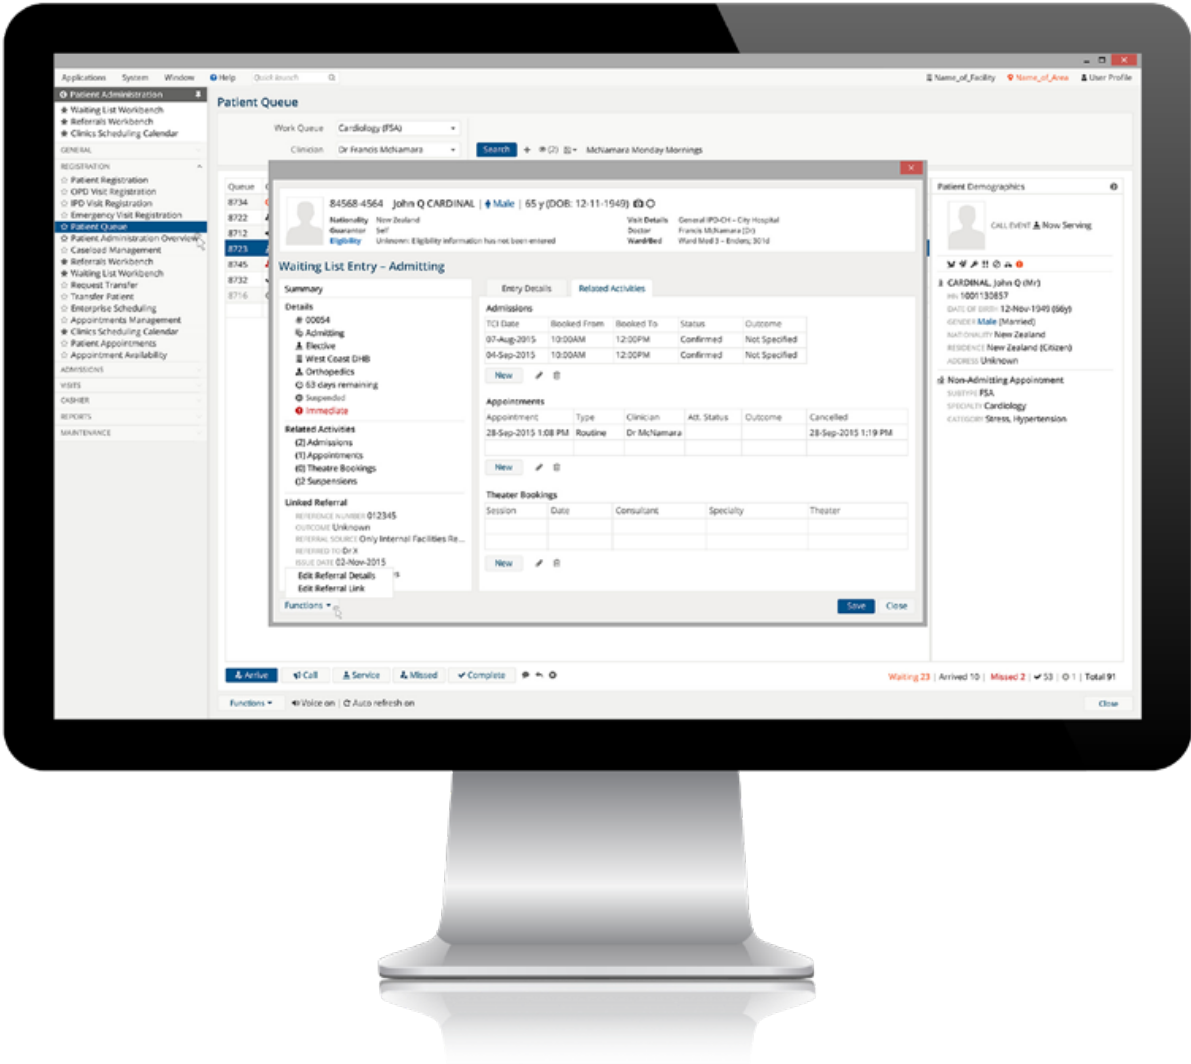 Applications System Window Help Quick launch
Name_of_Facility Name_of_Area User Profile
Patient Administration
Waiting List Workbench
Referrals Workbench
Clinics Scheduling Calendar
GENERAL
REGISTRATION
Patient Registration
OPD Visit Registration
IPD Visit Registration
Emergency Visit Registration
Patient Queue
Patient Administration Overview
Caseload Management
Referrals Workbench
Waiting List Workbench
Request Transfer
Transfer Patient
Enterprise Scheduling
Appointments Management
Clinics Scheduling Calendar
Patient Appointments
Appointment Availability
ADMISSIONS
VISITS
CASHIER
REPORTS
MAINTENANCE
Patient Queue
Work Queue Cardiology (FSA)
Clinician Dr Francis McNamara Search (2) McNamara Monday Mornings
Queue
8734
8722
8712
8723
8745
8732
8716
84568-4564 John Q CARDINAL | Male | 65 y (DOB: 12-11-1949)
Nationality New Zealand Visit Details General IPD-CH – City Hospital
Guarantor Self Doctor Francis McNamara (Dr)
Eligibility Unknown: Eligibility information has not been entered Ward/Bed Ward Med 3 – Enders; 301d
Waiting List Entry – Admitting
Summary
Details
00054
Admitting
Elective
West Coast DHB
Orthopedics
63 days remaining
Suspended
Immediate
Related Activities
(2) Admissions
(1) Appointments
(0) Theatre Bookings
()2 Suspensions
Linked Referral
REFERENCE NUMBER 012345
OUTCOME Unknown
REFERRAL SOURCE Only Internal Facilities Re...
REFERRED TO Dr X
ISSUE DATE 02-Nov-2015
Edit Referral Details
Edit Referral Link
Functions
Entry Details Related Activities
Admissions
TCI Date Booked From Booked To Status Outcome
07-Aug-2015 10:00AM 12:00PM Confirmed Not Specified
04-Sep-2015 10:00AM 12:00PM Confirmed Not Specified
New
Appointments
Appointment Type Clinician Att. Status Outcome Cancelled
28-Sep-2015 1:08 PM Routine Dr McNamara 28-Sep-2015 1:19 PM
New
Theater Bookings
Session Date Consultant Specialty Theater
New
Save Close
Patient Demographics
CALL EVENT Now Serving
CARDINAL, John Q (Mr)
1001130857
DATE OF BIRTH 12-Nov-1949 (66y)
GENDER Male (Married)
NATIONALITY New Zealand
RESIDENCE New Zealand (Citizen)
ADDRESS Unknown
Non-Admitting Appointment
SUBTYPE FSA
SPECIALTY Cardiology
CATEGORY Stress, Hypertension
Arrive Call Service Missed Complete
Waiting 23 | Arrived 10 | Missed 2 | 53 | 1 | Total 91
Functions Voice on | Auto refresh on Close